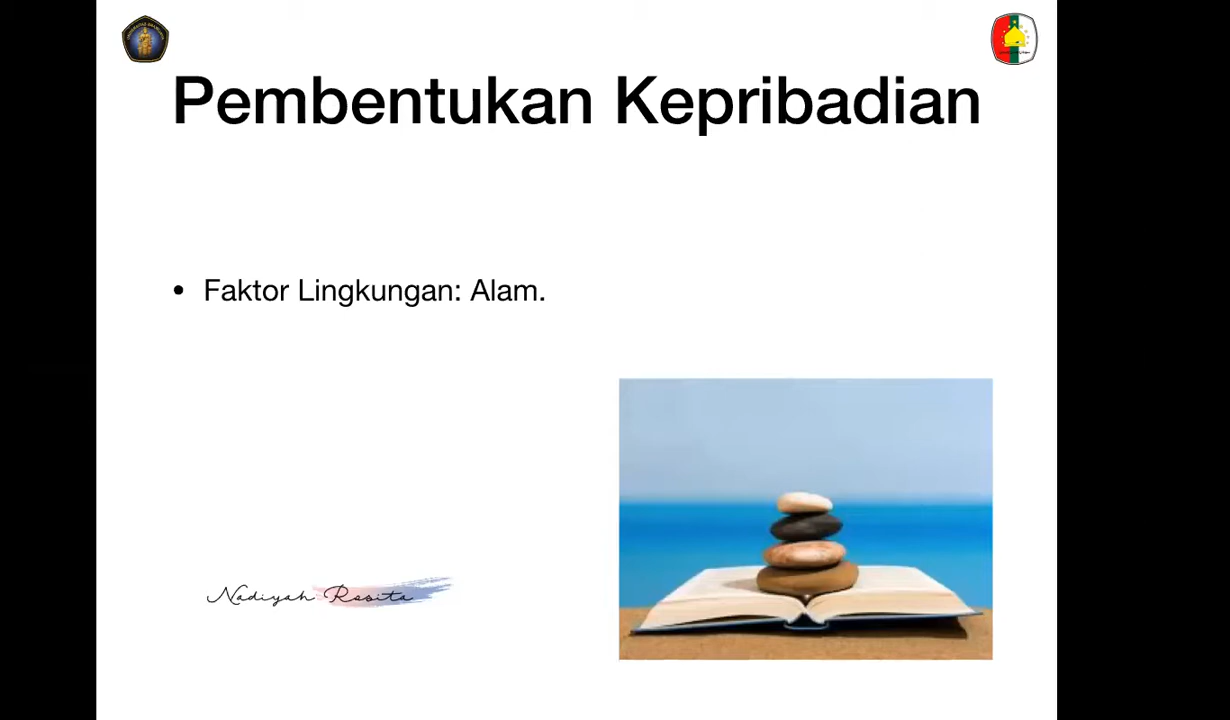 Pembentukan Kepribadian
• Faktor Lingkungan: Alam.
Nadiyah Rosita